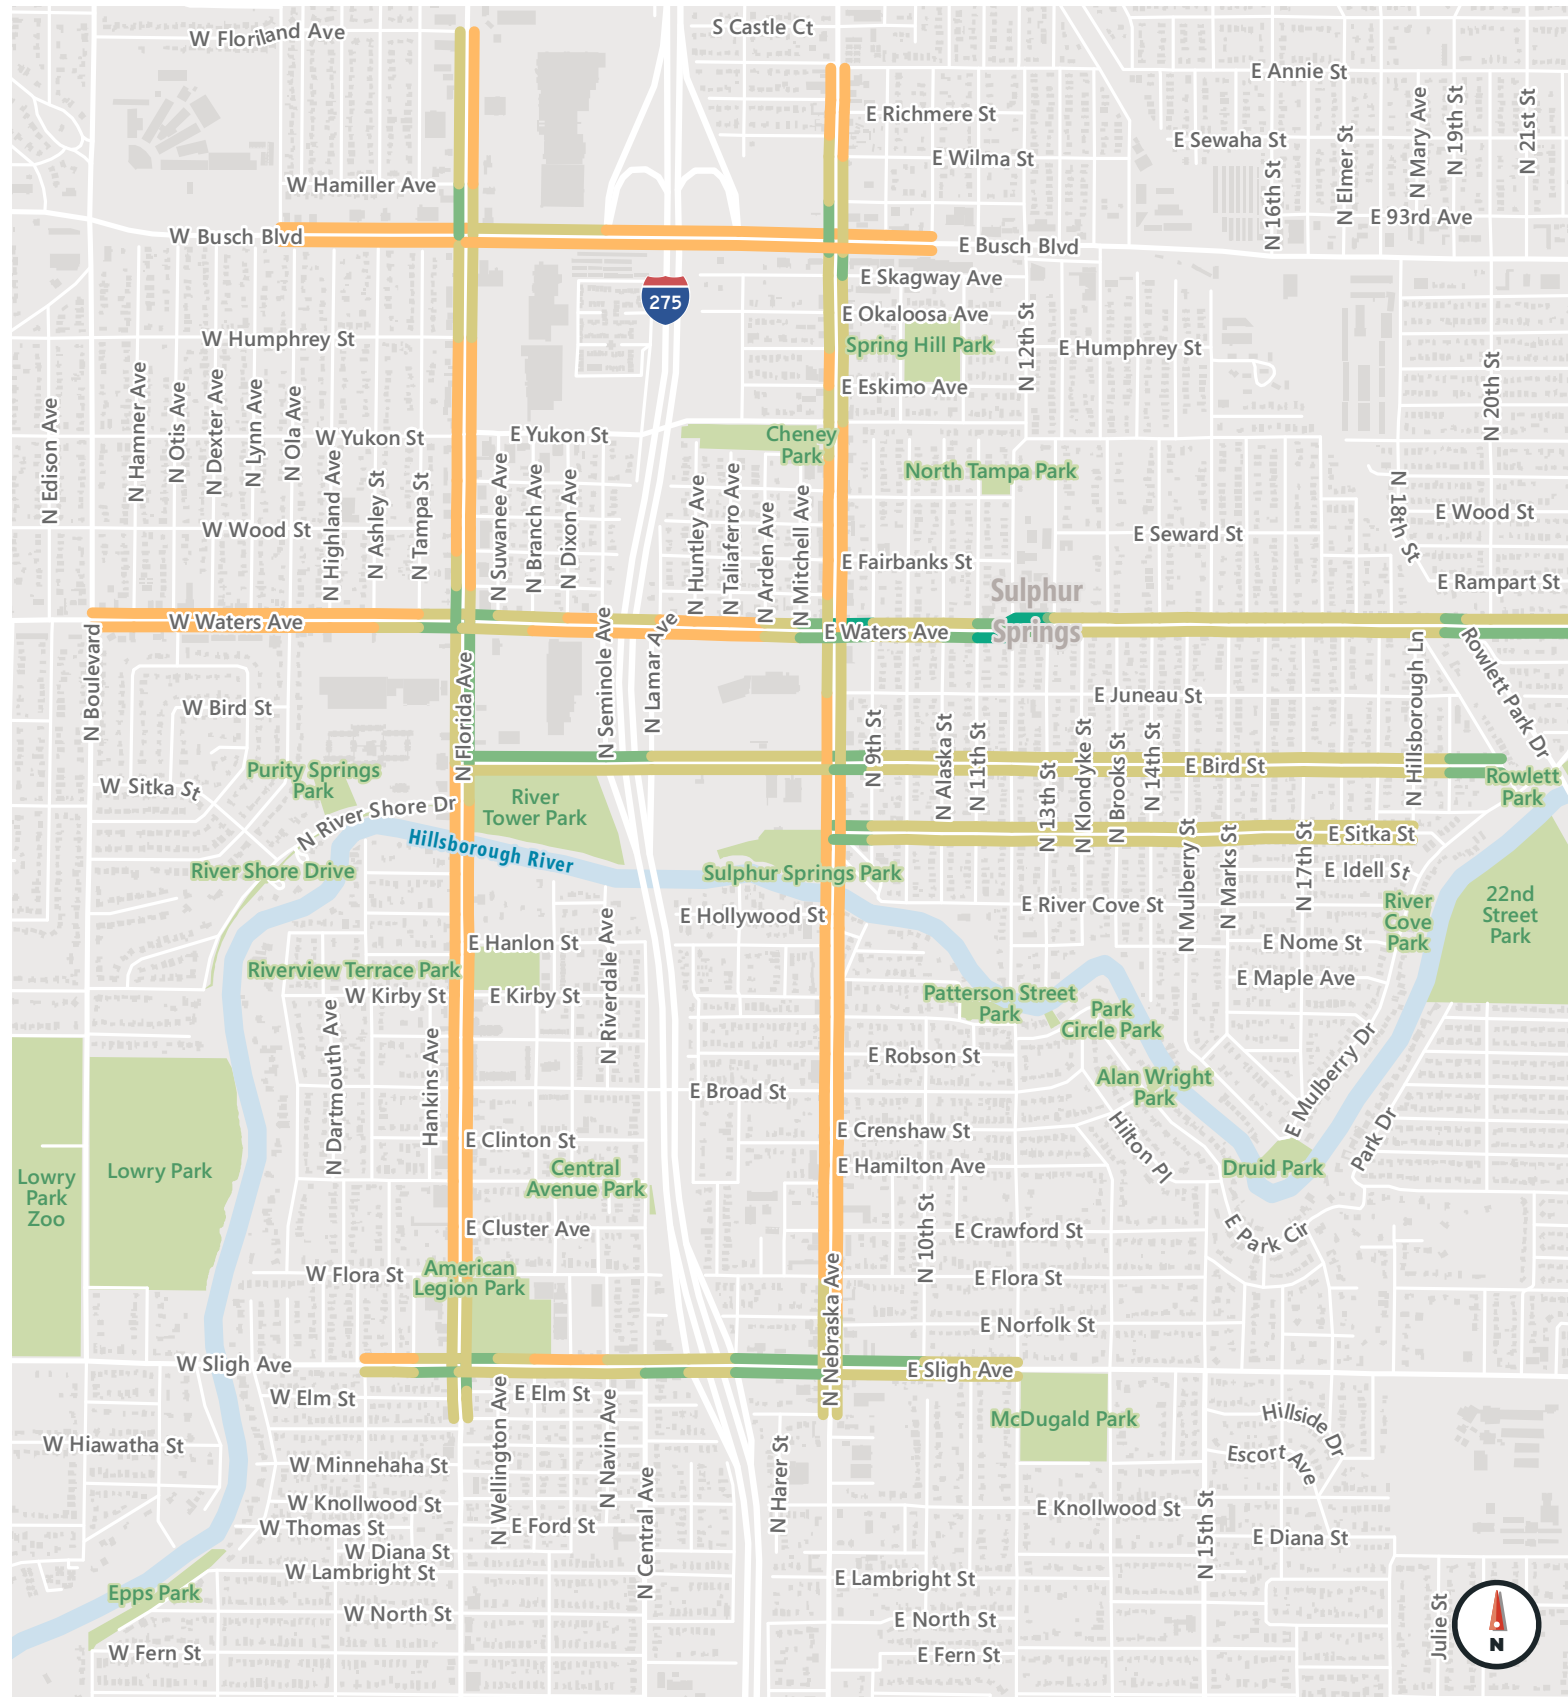 W Floriland Ave
S Castle Ct
E Annie St
E Richmere St
E Sewaha St
E Wilma St
N Mary Ave
N 19th St
N 21st St
N Elmer St
N 16th St
W Hamiller Ave
E 93rd Ave
W Busch Blvd
E Busch Blvd
E Skagway Ave
275
E Okaloosa Ave
Spring Hill Park
N 12th St
W Humphrey St
E Humphrey St
E Eskimo Ave
N 20th St
N Edison Ave
N Hamner Ave
N Otis Ave
N Dexter Ave
N Lynn Ave
N Ola Ave
W Yukon St
E Yukon St
Cheney
Park
North Tampa Park
N Highland Ave
N Ashley St
N Tampa St
N Suwanee Ave
N Branch Ave
N Dixon Ave
N Huntley Ave
N Taliaferro Ave
N Arden Ave
N Mitchell Ave
N 18th St
E Wood St
W Wood St
E Seward St
E Fairbanks St
E Rampart St
Sulphur
Springs
W Waters Ave
E Waters Ave
N Boulevard
N Florida Ave
N Seminole Ave
N Lamar Ave
N Hillsborough Ln
Rowlett Park Dr
E Juneau St
W Bird St
N 9th St
N Alaska St
N 11th St
N 13th St
N Klondyke St
N Brooks St
N 14th St
E Bird St
Purity Springs
Park
W Sitka St
N River Shore Dr
River
Tower Park
Rowlett
Park
Hillsborough River
E Sitka St
River Shore Drive
Sulphur Springs Park
N Mulberry St
N Marks St
N 17th St
E Idell St
E Hollywood St
E River Cove St
River
Cove
Park
22nd
Street
Park
E Hanlon St
N Riverdale Ave
E Nome St
Riverview Terrace Park
E Maple Ave
W Kirby St
E Kirby St
Patterson Street
Park
Park
Circle Park
N Dartmouth Ave
Hankins Ave
E Robson St
E Mulberry Dr
E Broad St
Alan Wright
Park
E Clinton St
E Crenshaw St
Hilton Pl
Park Dr
Lowry
Park
Zoo
Lowry Park
Central
Avenue Park
E Hamilton Ave
Druid Park
E Cluster Ave
N 10th St
E Crawford St
E Park Cir
American
Legion Park
W Flora St
E Flora St
N Nebraska Ave
E Norfolk St
W Sligh Ave
E Sligh Ave
W Elm St
E Elm St
McDugald Park
Hillside Dr
W Hiawatha St
N Wellington Ave
N Navin Ave
N Harer St
Escort Ave
W Minnehaha St
N Central Ave
W Knollwood St
E Knollwood St
W Thomas St
E Ford St
N 15th St
E Diana St
W Diana St
W Lambright St
E Lambright St
Epps Park
W North St
E North St
Julie St
N
W Fern St
E Fern St